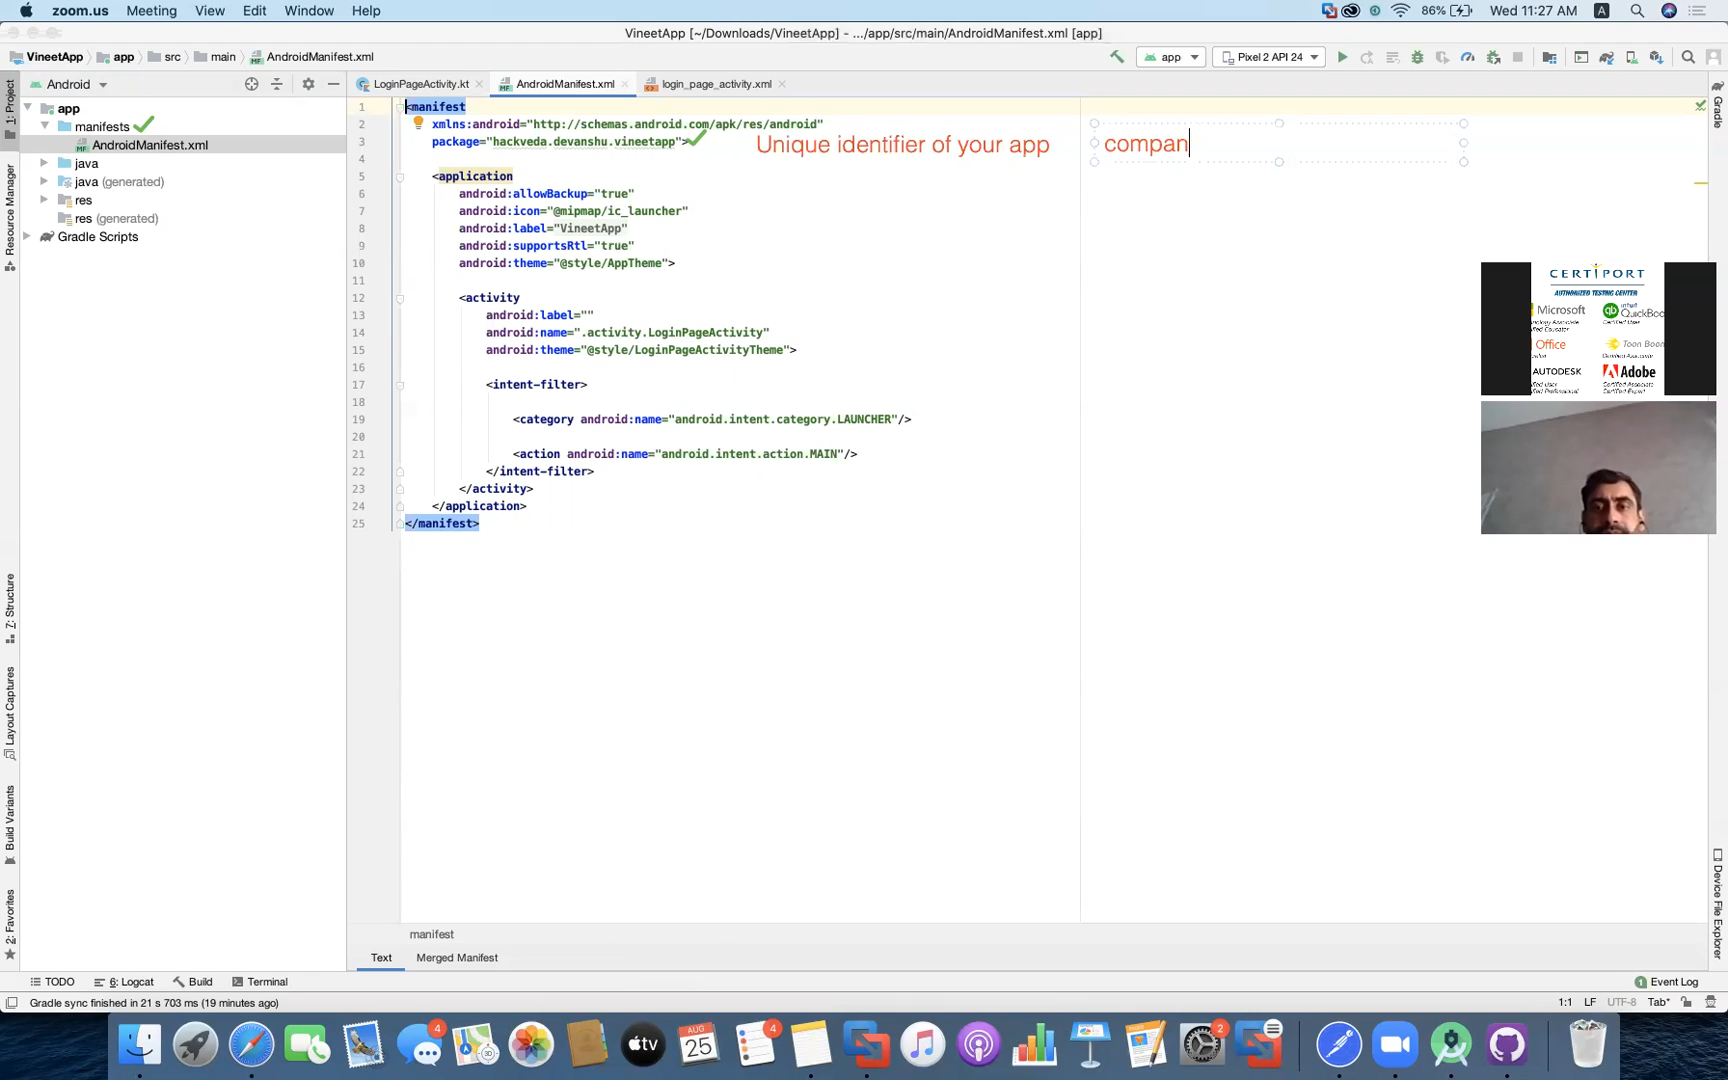 zoom.us Meeting View Edit Window Help
86% Wed 11:27 AM A
VineetApp [~/Downloads/VineetApp] – .../app/src/main/AndroidManifest.xml [app]
VineetApp app src main AndroidManifest.xml
app Pixel 2 API 24
Android
LoginPageActivity.kt AndroidManifest.xml login_page_activity.xml
1: Project
Resource Manager
7: Structure
Layout Captures
Build Variants
2: Favorites
app
manifests
AndroidManifest.xml
java
java (generated)
res
res (generated)
Gradle Scripts
1 <manifest
2 xmlns:android="http://schemas.android.com/apk/res/android"
3 package="hackveda.devanshu.vineetapp">
Unique identifier of your app
compan
4
5 <application
6 android:allowBackup="true"
7 android:icon="@mipmap/ic_launcher"
8 android:label="VineetApp"
9 android:supportsRtl="true"
10 android:theme="@style/AppTheme">
11
12 <activity
13 android:label=""
14 android:name=".activity.LoginPageActivity"
15 android:theme="@style/LoginPageActivityTheme">
16
17 <intent-filter>
18
19 <category android:name="android.intent.category.LAUNCHER"/>
20
21 <action android:name="android.intent.action.MAIN"/>
22 </intent-filter>
23 </activity>
24 </application>
25 </manifest>
CERTIPORT
AUTHORIZED TESTING CENTER
Microsoft
intuit
QuickBoo
Office
Toon Boon
AUTODESK
Adobe
Gradle
Device File Explorer
manifest
Text Merged Manifest
TODO 6: Logcat Build Terminal
1 Event Log
Gradle sync finished in 21 s 703 ms (19 minutes ago)
1:1 LF UTF-8 Tab*
4
tv
AUG
25
4
2